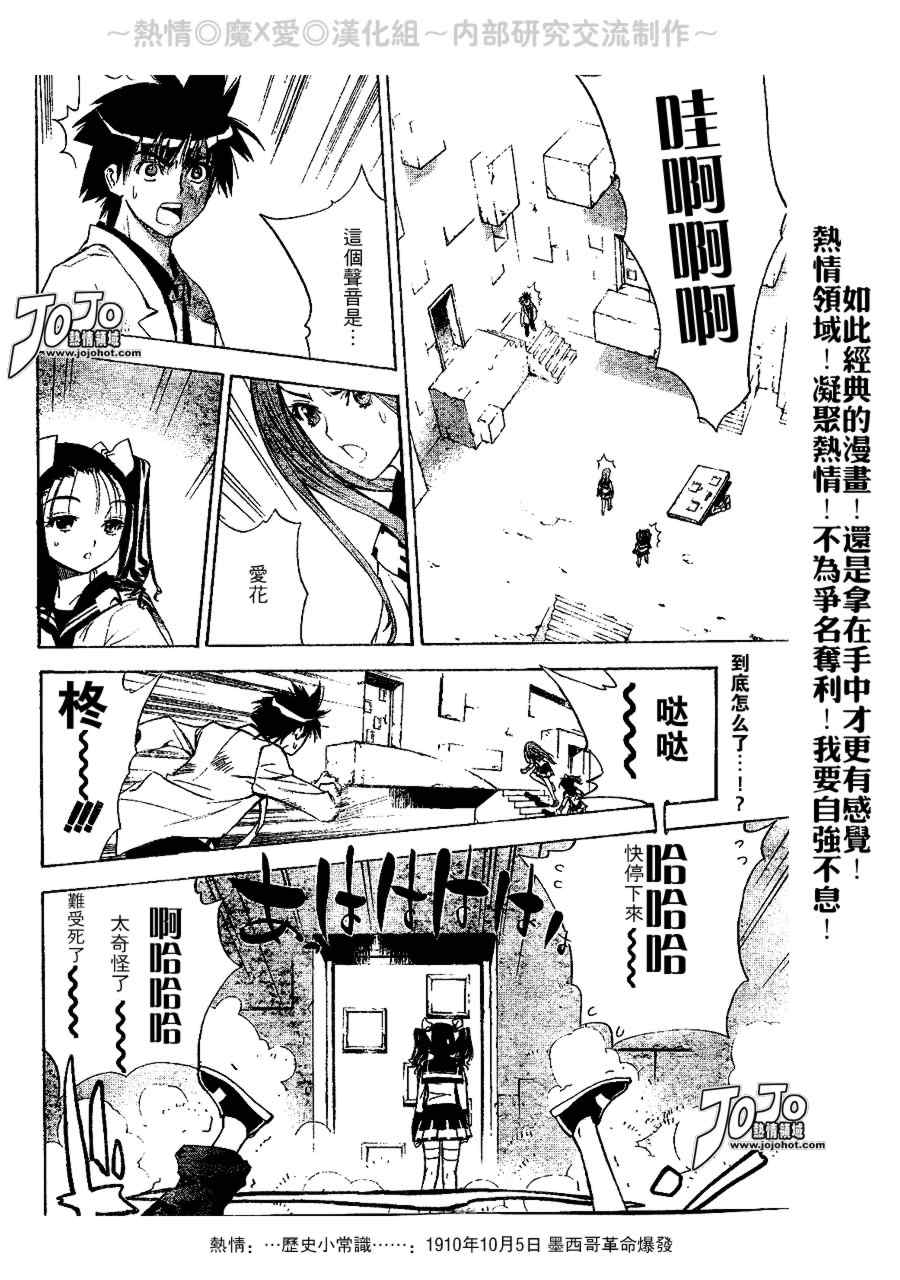 ～熱情◎魔X愛◎漢化組～内部研究交流制作～
哇啊啊啊
這個聲音是…
JOJO
熱情領域
www.jojohot.com
愛花
如此經典的漫畫！還是拿在手中才更有感覺！
熱情領域！凝聚熱情！不為爭名奪利！我要自強不息！
到底怎么了…！？
哒哒
～
柊
～!!!
哈哈哈
快停下來～
あはははは
啊哈哈哈
太奇怪了～
難受死了～
JOJO
熱情領域
www.jojohot.com
熱情：…歷史小常識……：1910年10月5日 墨西哥革命爆發